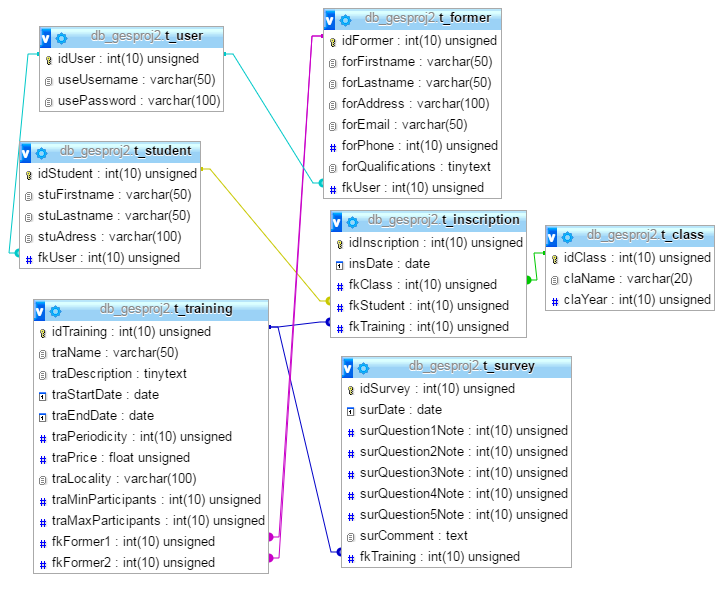 db_gesproj2.t_user
idUser : int(10) unsigned
useUsername : varchar(50)
usePassword : varchar(100)
db_gesproj2.t_former
idFormer : int(10) unsigned
forFirstname : varchar(50)
forLastname : varchar(50)
forAddress : varchar(100)
forEmail : varchar(50)
forPhone : int(10) unsigned
forQualifications : tinytext
fkUser : int(10) unsigned
db_gesproj2.t_student
idStudent : int(10) unsigned
stuFirstname : varchar(50)
stuLastname : varchar(50)
stuAdress : varchar(100)
fkUser : int(10) unsigned
db_gesproj2.t_inscription
idInscription : int(10) unsigned
insDate : date
fkClass : int(10) unsigned
fkStudent : int(10) unsigned
fkTraining : int(10) unsigned
db_gesproj2.t_class
idClass : int(10) unsigned
claName : varchar(20)
claYear : int(10) unsigned
db_gesproj2.t_training
idTraining : int(10) unsigned
traName : varchar(50)
traDescription : tinytext
traStartDate : date
traEndDate : date
traPeriodicity : int(10) unsigned
traPrice : float unsigned
traLocality : varchar(100)
traMinParticipants : int(10) unsigned
traMaxParticipants : int(10) unsigned
fkFormer1 : int(10) unsigned
fkFormer2 : int(10) unsigned
db_gesproj2.t_survey
idSurvey : int(10) unsigned
surDate : date
surQuestion1Note : int(10) unsigned
surQuestion2Note : int(10) unsigned
surQuestion3Note : int(10) unsigned
surQuestion4Note : int(10) unsigned
surQuestion5Note : int(10) unsigned
surComment : text
fkTraining : int(10) unsigned